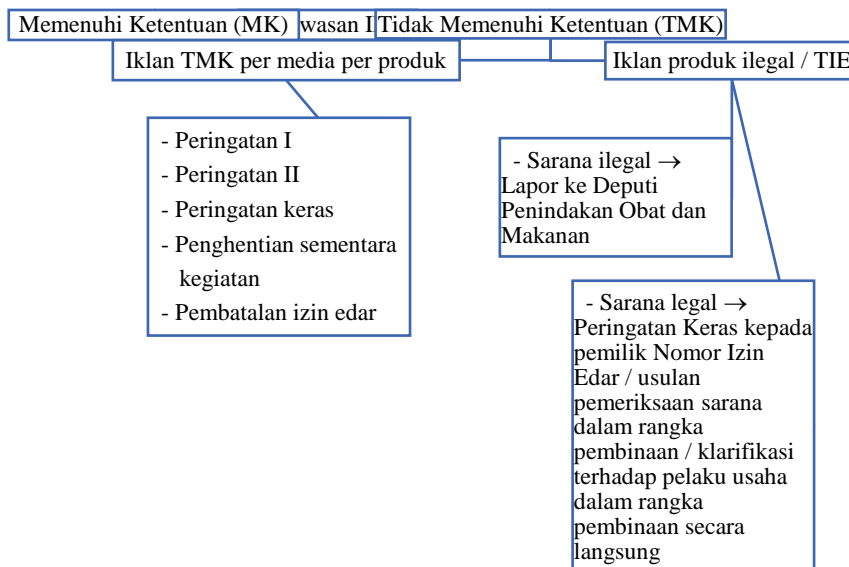 Memenuhi Ketentuan (MK)
wasan I
Tidak Memenuhi Ketentuan (TMK)
Iklan TMK per media per produk
Iklan produk ilegal / TIE
- Peringatan I
- Peringatan II
- Peringatan keras
- Penghentian sementara
kegiatan
- Pembatalan izin edar
- Sarana ilegal →
Lapor ke Deputi
Penindakan Obat dan
Makanan
- Sarana legal →
Peringatan Keras kepada
pemilik Nomor Izin
Edar / usulan
pemeriksaan sarana
dalam rangka
pembinaan / klarifikasi
terhadap pelaku usaha
dalam rangka
pembinaan secara
langsung